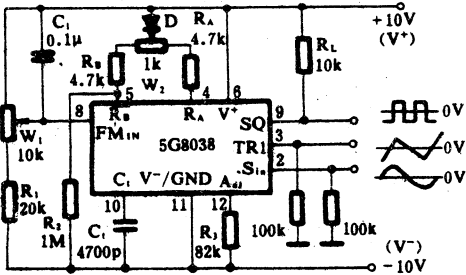 C₁
0.1μ
D
R_A
4.7k
+10V
(V⁺)
R_B
4.7k
1k
W₂
R_L
10k
5
4
6
8
R_B
R_A
V⁺
9
W₁
10k
FM_IN
SQ
0V
5G8038
TR1
3
0V
Sin
2
0V
R₁
20k
C₁ V⁻/GND A_dj
10
11
12
R₂
1M
C_t
4700p
R₃
82k
100k
100k
(V⁻)
-10V